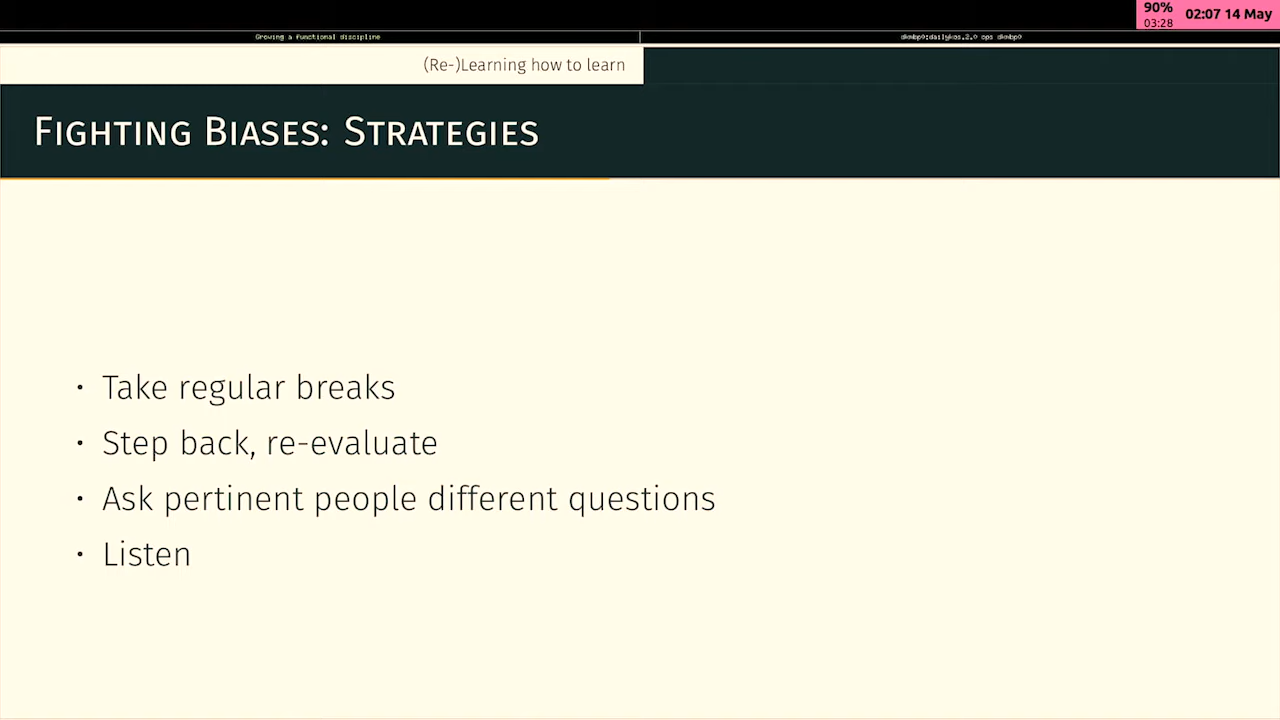 90%
03:28
02:07 14 May
Growing a functional discipline
(Re-)Learning how to learn
Fighting Biases: Strategies
• Take regular breaks
• Step back, re-evaluate
• Ask pertinent people different questions
• Listen